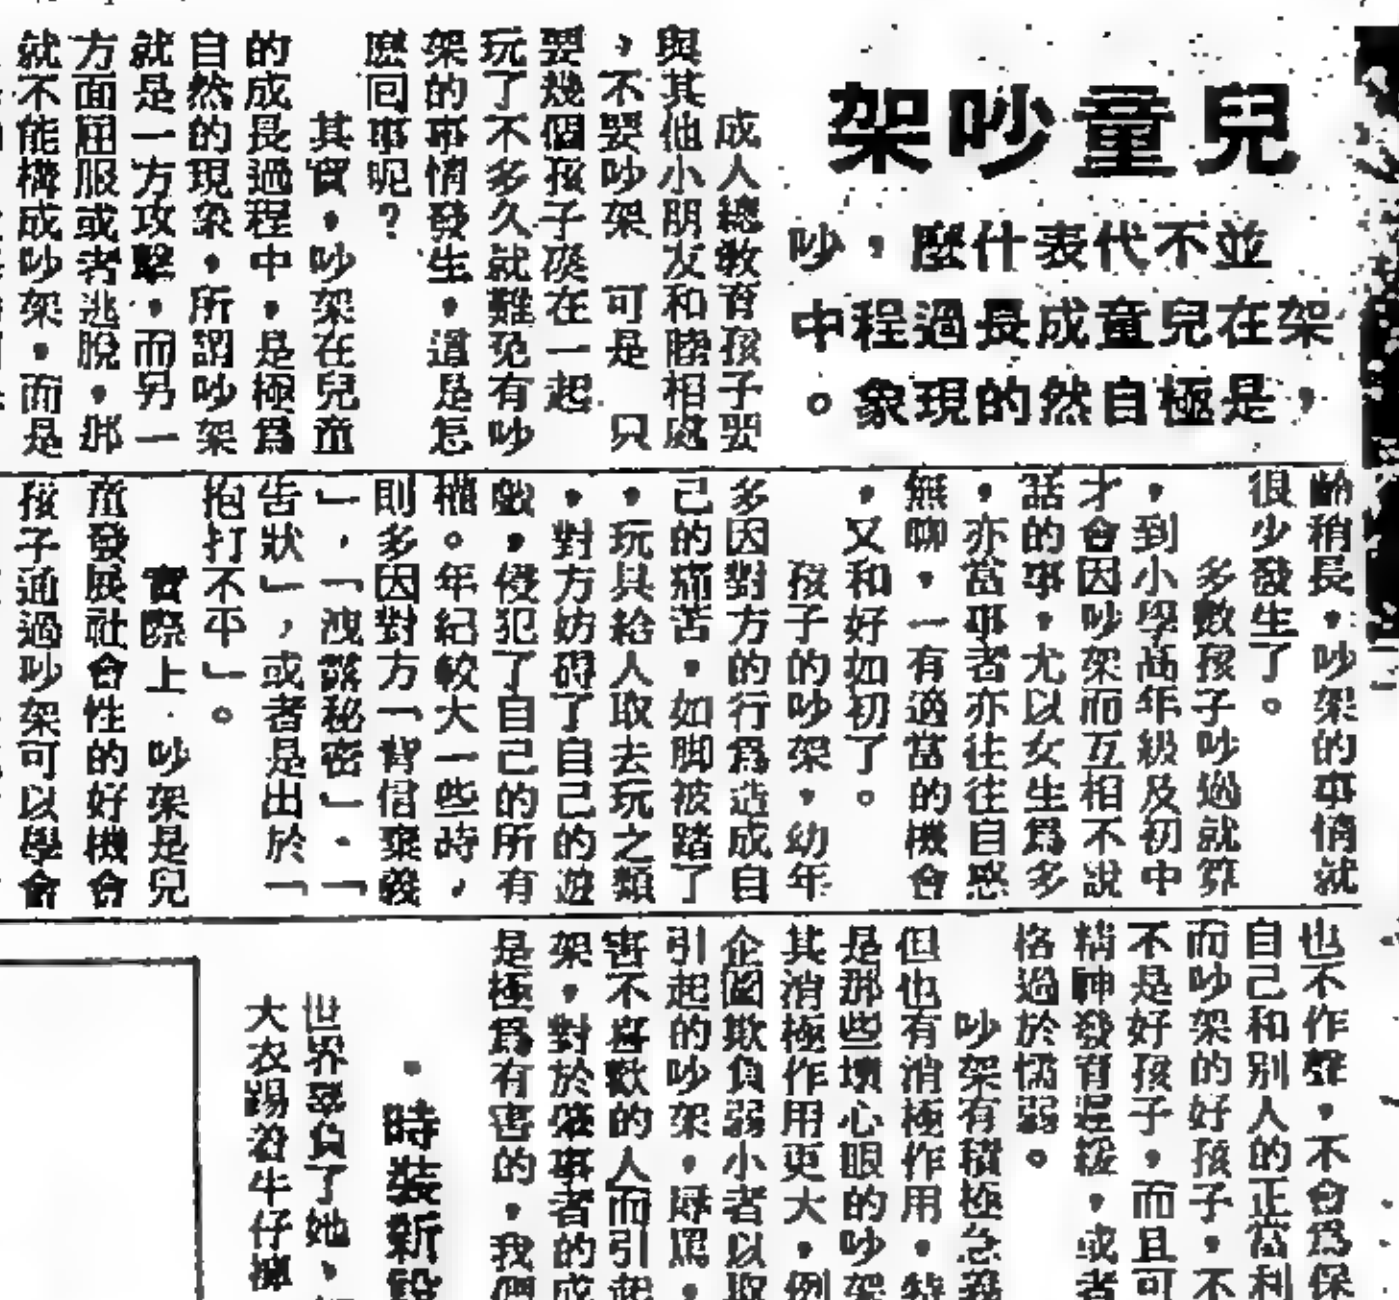 兒童吵架
並不代表什麼，吵
架在兒童成長過程中
，是極自然的現象。
成人總教育孩子要
與其他小朋友和睦相處
，不要吵架 可是 只
要幾個孩子湊在一起
玩了不多久就難免有吵
架的事情發生，這是怎
麽回事呢？
其實，吵架在兒童
的成長過程中，是極爲
自然的現象，所謂吵架
就是一方攻擊，而另一
方面屈服或者逃脫，那
就不能構成吵架，而是
齡稍長，吵架的事情就
很少發生了。
多數孩子吵過就算
，到小學高年級及初中
才會因吵架而互相不說
話的事，尤以女生爲多
，亦當事者亦往往自感
無聊，一有適當的機會
，又和好如初了。
孩子的吵架，幼年
多因對方的行爲造成自
己的痛苦，如脚被踏了
，玩具給人取去玩之類
，對方妨碍了自己的遊
戲，侵犯了自己的所有
權。年紀較大一些時，
則多因對方「背信棄義
」，「洩露秘密」，「
告狀」，或者是出於「
抱打不平」。
實際上．吵架是兒
童發展社會性的好機會
孩子通過吵架可以學會
也不作聲，不會爲保
自己和别人的正當利
而吵架的好孩子，不
不是好孩子，而且可
精神發育遲緩，或者
格過於懦弱。
吵架有積極
但也有消極作用，
是那些壞心眼的吵架
其消極作用更大，例
企圖欺負弱小者以取
引起的吵架，辱罵，
害不喜歡的人而引起
架，對於 事者的成
是極爲有害的，我們
．時裝新設
世界 負了她，
大衣踢着牛仔褲